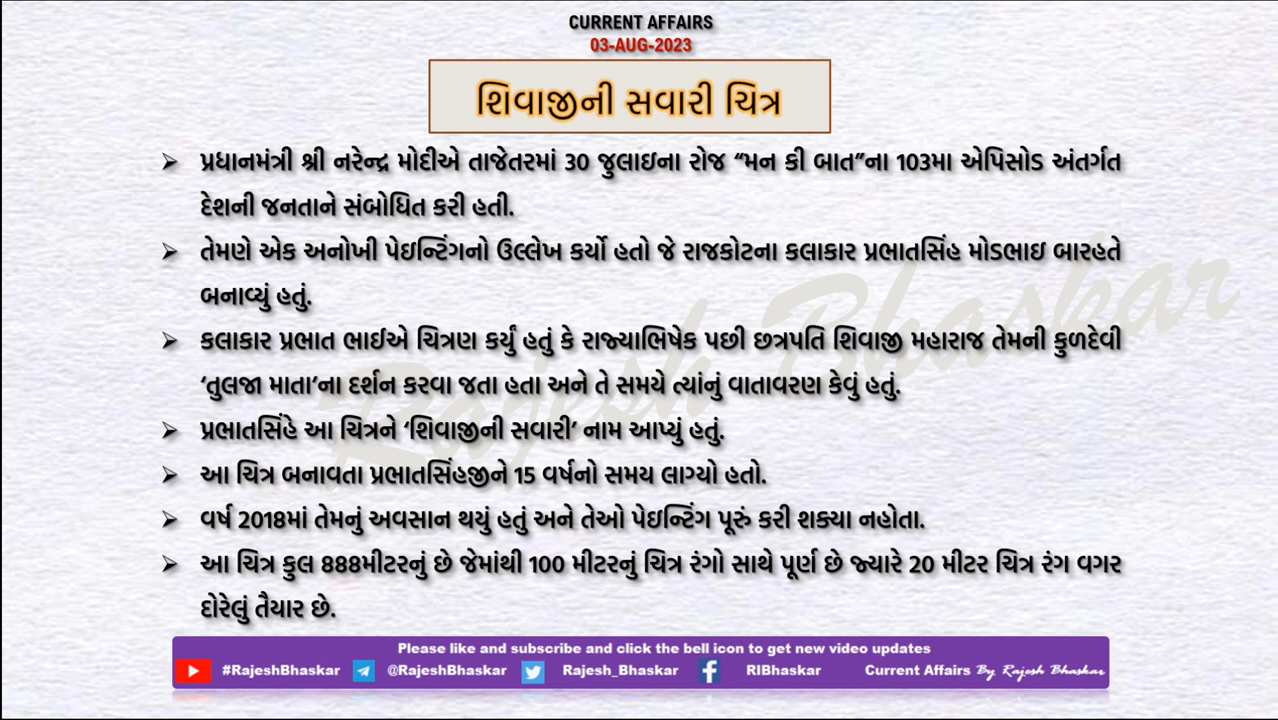 CURRENT AFFAIRS
03-AUG-2023
શિવાજીની સવારી ચિત્ર
➢ પ્રધાનમંત્રી શ્રી નરેન્દ્ર મોદીએ તાજેતરમાં 30 જુલાઇના રોજ “મન કી બાત”ના 103મા એપિસોડ અંતર્ગત
દેશની જનતાને સંબોધિત કરી હતી.
➢ તેમણે એક અનોખી પેઇન્ટિંગનો ઉલ્લેખ કર્યો હતો જે રાજકોટના કલાકાર પ્રભાતસિંહ મોડભાઇ બારહતે
બનાવ્યું હતું.
➢ કલાકાર પ્રભાત ભાઈએ ચિત્રણ કર્યું હતું કે રાજ્યાભિષેક પછી છત્રપતિ શિવાજી મહારાજ તેમની કુળદેવી
‘તુલજા માતા’ના દર્શન કરવા જતા હતા અને તે સમયે ત્યાંનું વાતાવરણ કેવું હતું.
➢ પ્રભાતસિંહે આ ચિત્રને ‘શિવાજીની સવારી’ નામ આપ્યું હતું.
➢ આ ચિત્ર બનાવતા પ્રભાતસિંહજીને 15 વર્ષનો સમય લાગ્યો હતો.
➢ વર્ષ 2018માં તેમનું અવસાન થયું હતું અને તેઓ પેઇન્ટિંગ પૂરું કરી શક્યા નહોતા.
➢ આ ચિત્ર કુલ 888મીટરનું છે જેમાંથી 100 મીટરનું ચિત્ર રંગો સાથે પૂર્ણ છે જ્યારે 20 મીટર ચિત્ર રંગ વગર
દોરેલું તૈયાર છે.
Rajesh Bhaskar
Please like and subscribe and click the bell icon to get new video updates
#RajeshBhaskar @RajeshBhaskar Rajesh_Bhaskar RIBhaskar Current Affairs By Rajesh Bhaskar